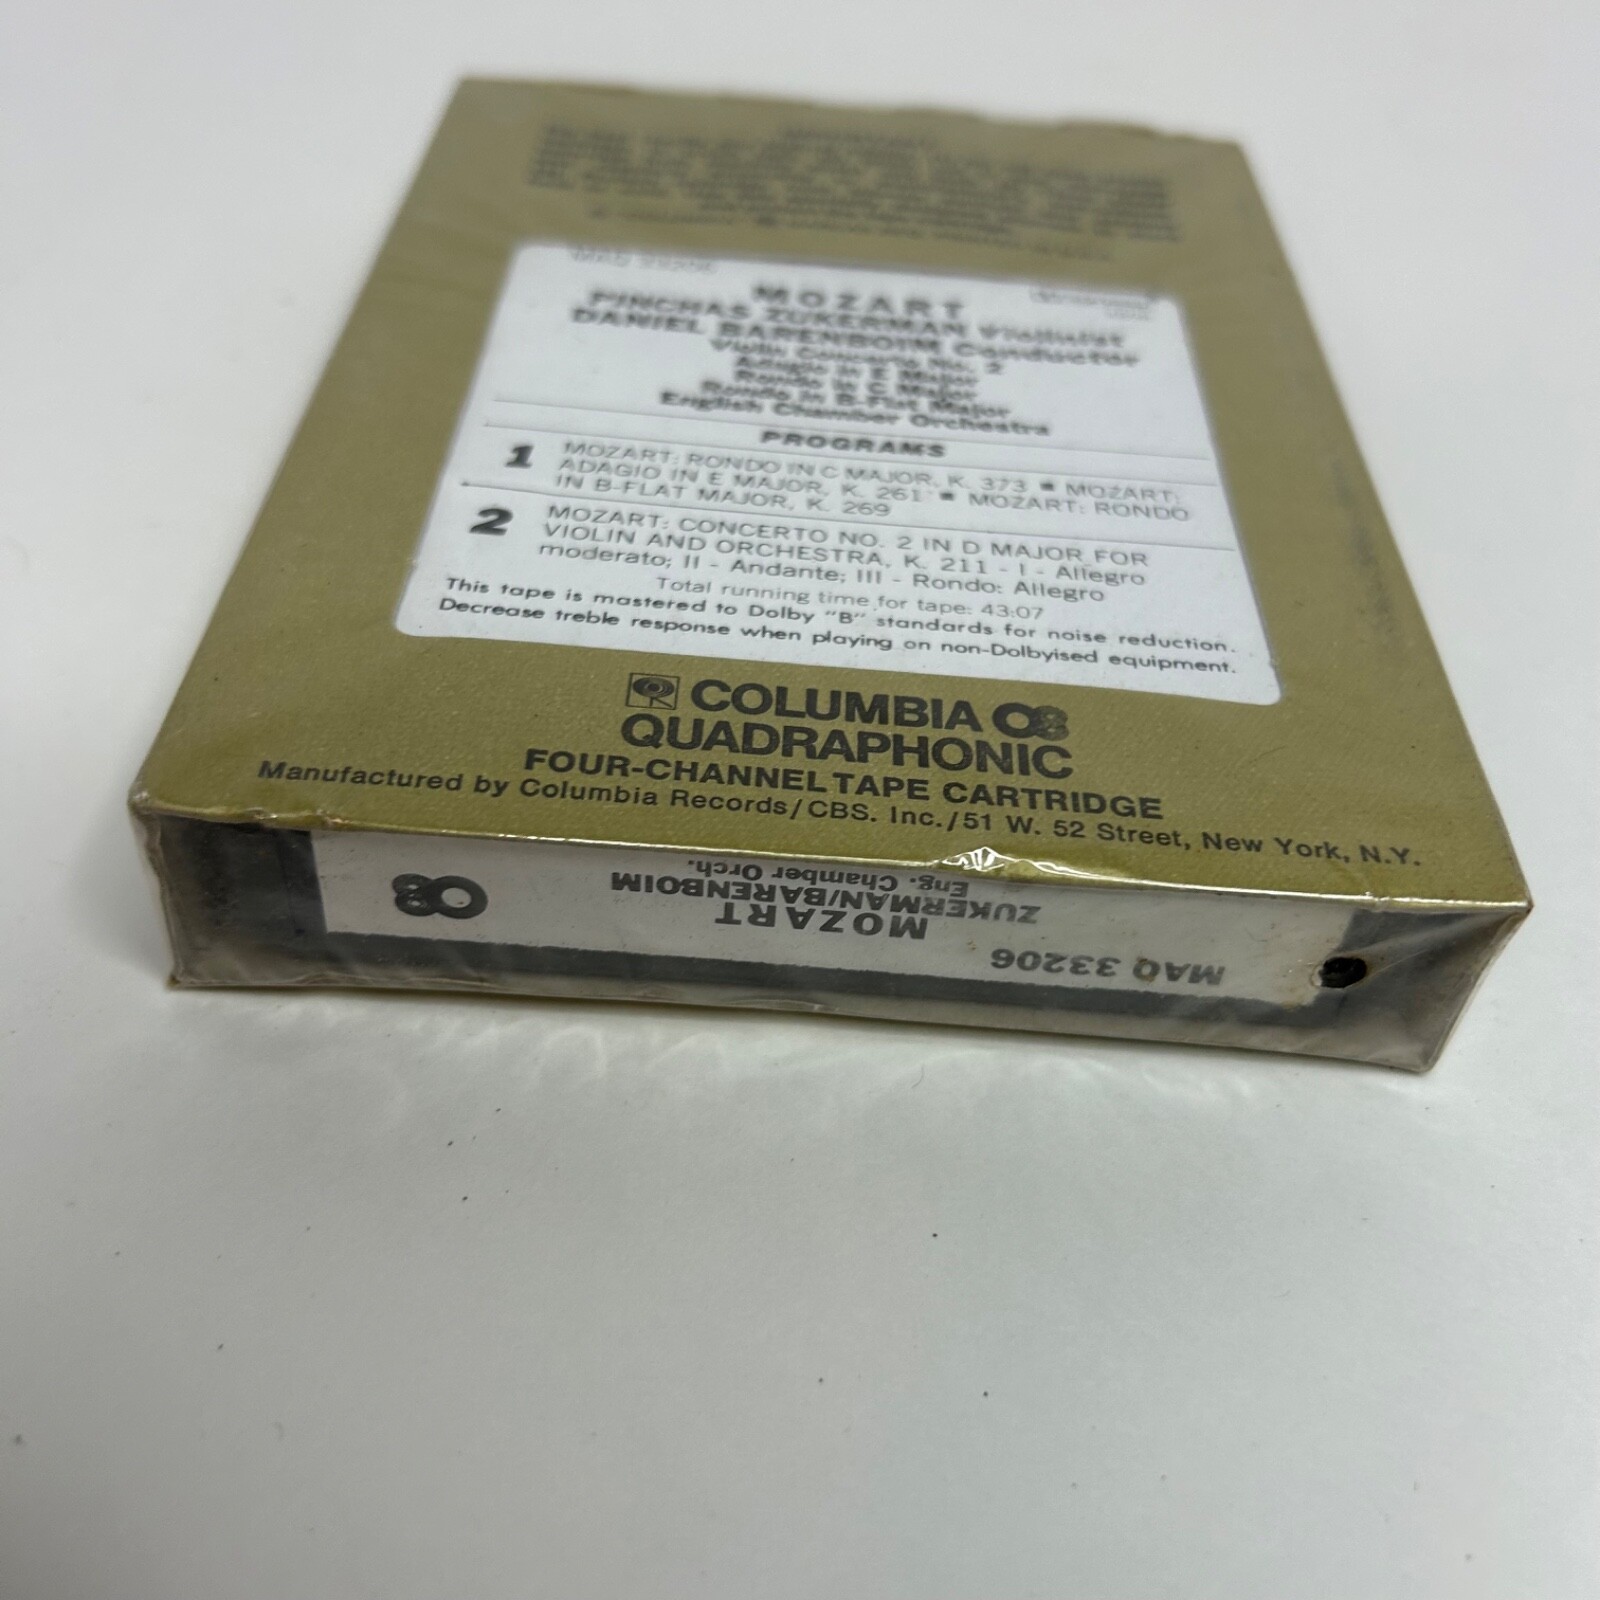 MOZART
PINCHAS ZUKERMAN Violinist
DANIEL BARENBOIM Conductor
Violin Concerto No. 2
Adagio in E Major
Rondo in C Major
Rondo in B-Flat Major
English Chamber Orchestra
PROGRAMS
1 MOZART: RONDO IN C MAJOR, K. 373 ■ MOZART:
ADAGIO IN E MAJOR, K. 261 ■ MOZART: RONDO
IN B-FLAT MAJOR, K. 269
2 MOZART: CONCERTO NO. 2 IN D MAJOR FOR
VIOLIN AND ORCHESTRA, K. 211 - I - Allegro
moderato; II - Andante; III - Rondo: Allegro
Total running time for tape: 43:07
This tape is mastered to Dolby "B" standards for noise reduction.
Decrease treble response when playing on non-Dolbyised equipment.
COLUMBIA
QUADRAPHONIC
FOUR-CHANNEL TAPE CARTRIDGE
Manufactured by Columbia Records/CBS. Inc./51 W. 52 Street, New York, N.Y.
MAQ 33206
MOZART
ZUKERMAN/BARENBOIM
Eng. Chamber Orch.